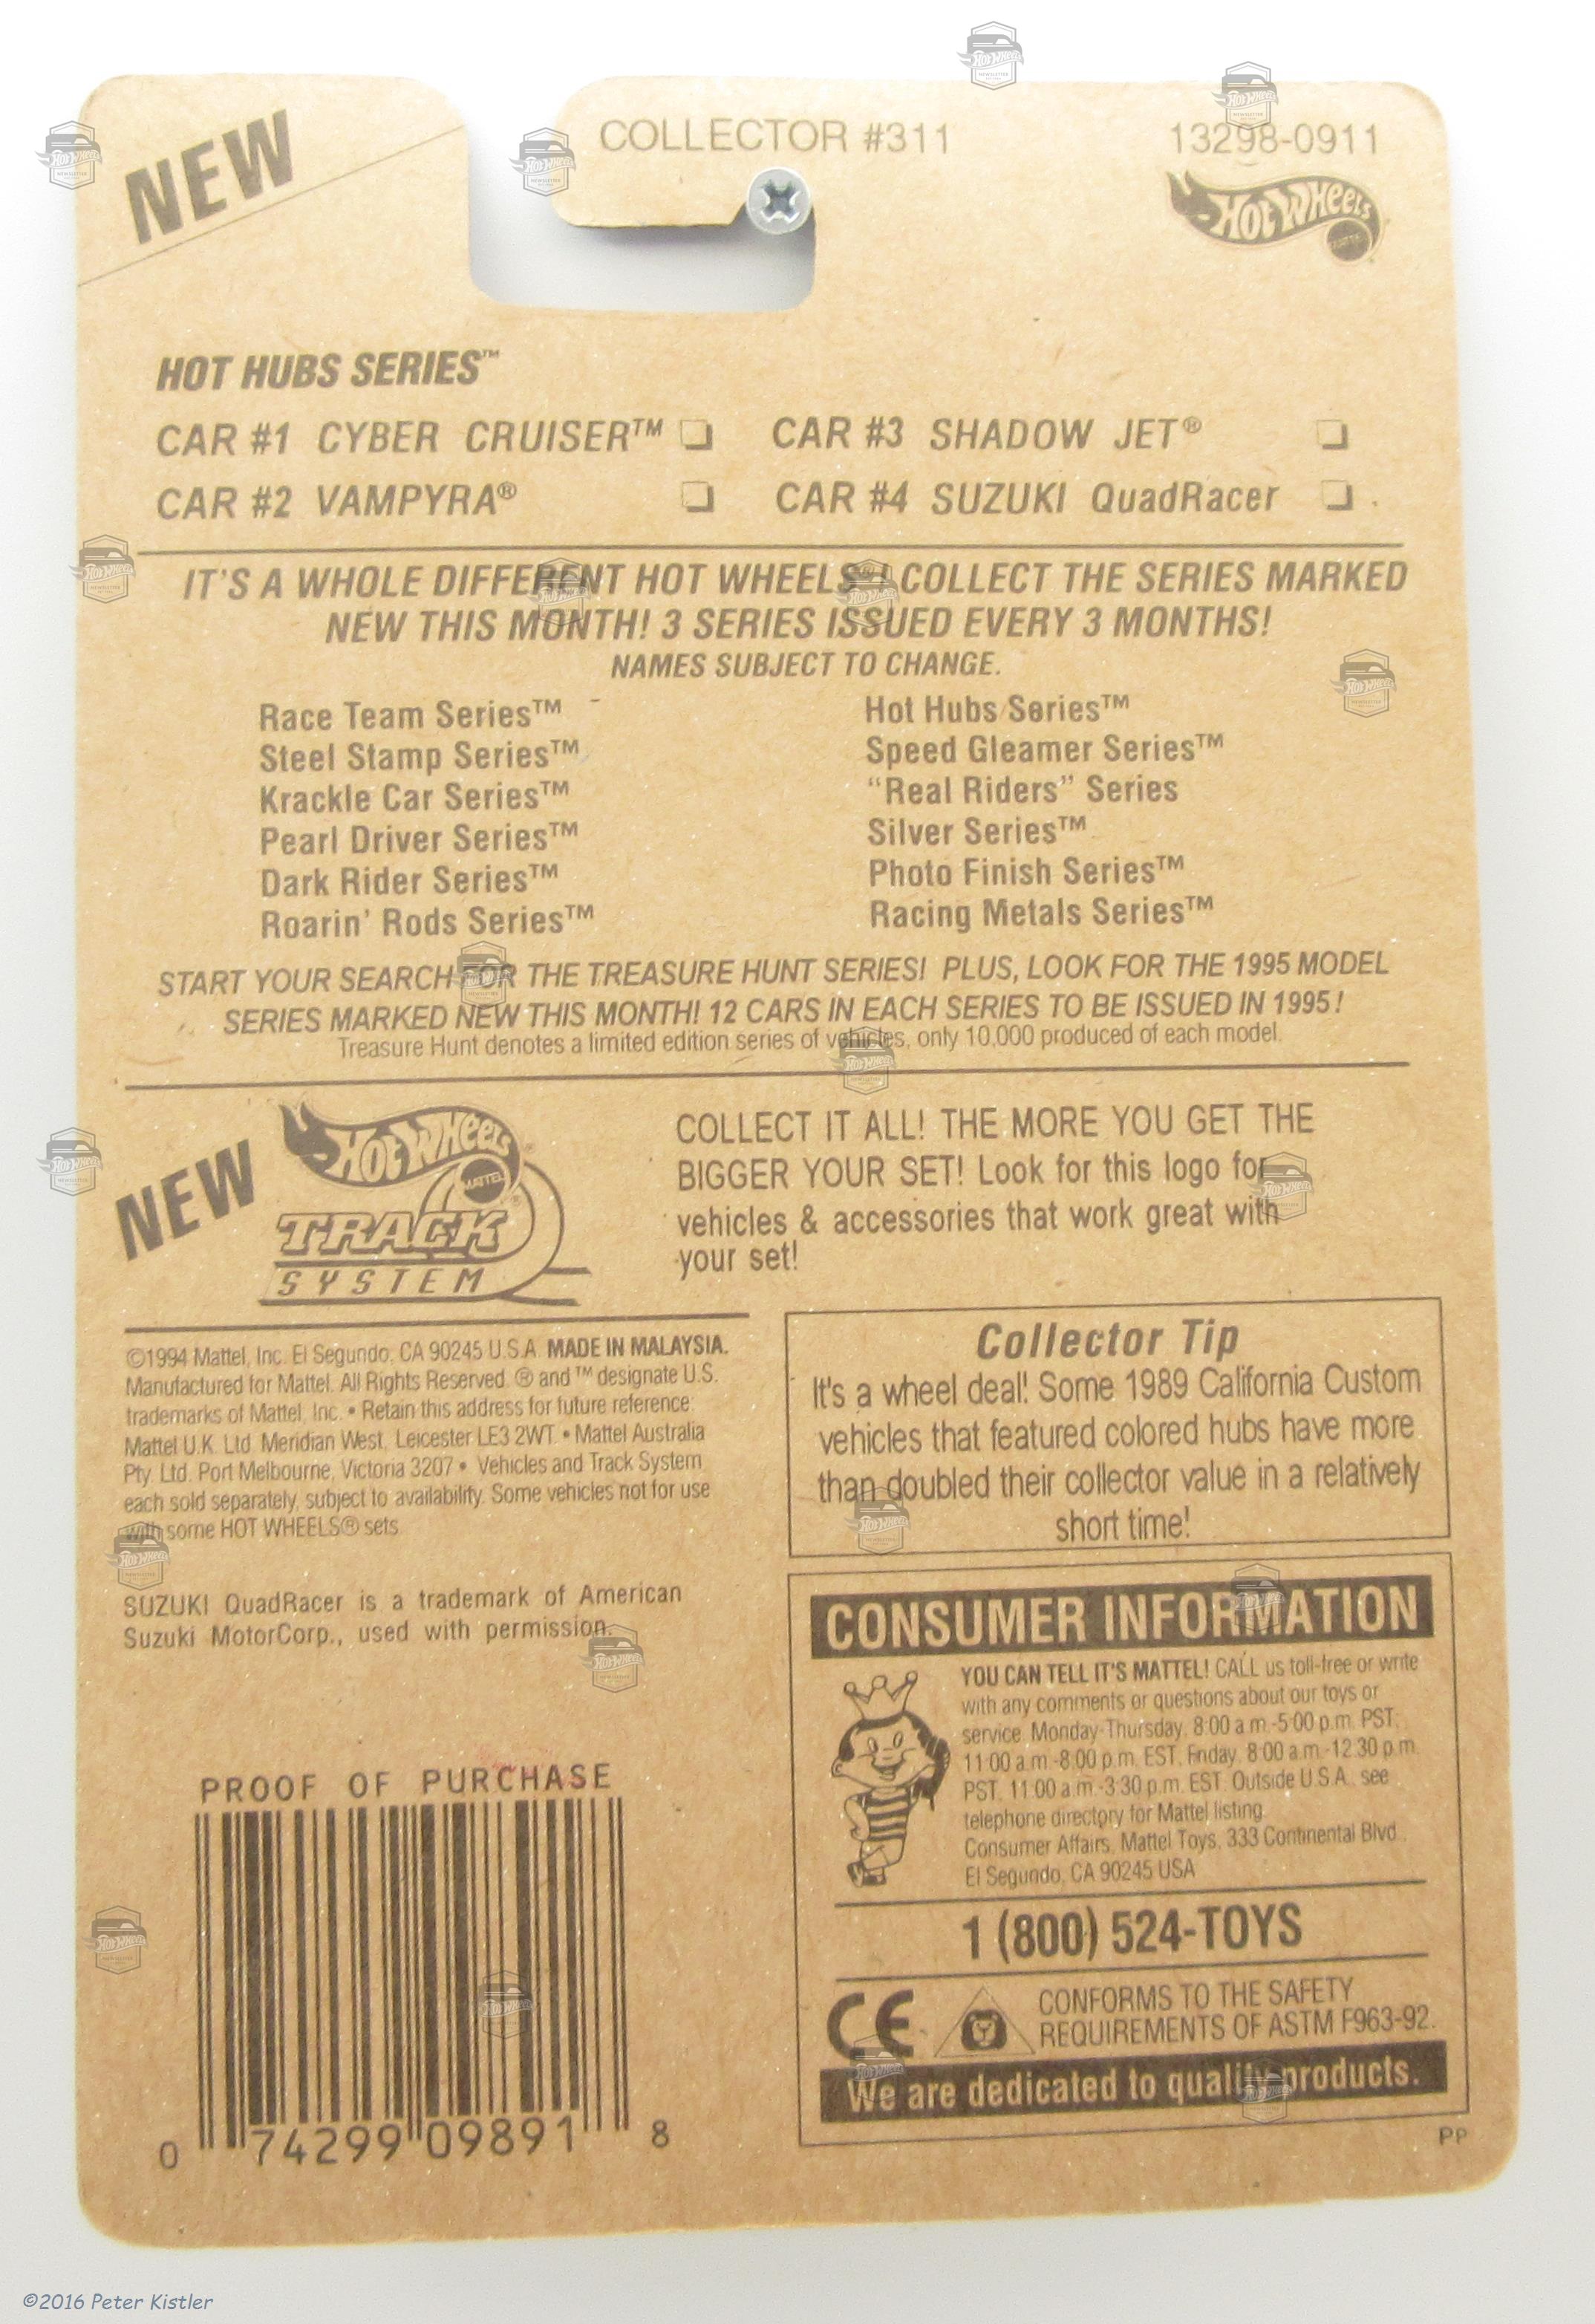 NEW
COLLECTOR #311
13298-0911
HOT WHEELS
MATTEL
HOT HUBS SERIES™
CAR #1 CYBER CRUISER™ ❏ CAR #3 SHADOW JET® ❏
CAR #2 VAMPYRA® ❏ CAR #4 SUZUKI QuadRacer ❏
IT'S A WHOLE DIFFERENT HOT WHEELS®! COLLECT THE SERIES MARKED
NEW THIS MONTH! 3 SERIES ISSUED EVERY 3 MONTHS!
NAMES SUBJECT TO CHANGE.
Race Team Series™
Steel Stamp Series™
Krackle Car Series™
Pearl Driver Series™
Dark Rider Series™
Roarin' Rods Series™
Hot Hubs Series™
Speed Gleamer Series™
"Real Riders" Series
Silver Series™
Photo Finish Series™
Racing Metals Series™
START YOUR SEARCH FOR THE TREASURE HUNT SERIES! PLUS, LOOK FOR THE 1995 MODEL
SERIES MARKED NEW THIS MONTH! 12 CARS IN EACH SERIES TO BE ISSUED IN 1995!
Treasure Hunt denotes a limited edition series of vehicles, only 10,000 produced of each model.
NEW
HOT WHEELS®
MATTEL®
TRACK
SYSTEM
COLLECT IT ALL! THE MORE YOU GET THE
BIGGER YOUR SET! Look for this logo for
vehicles & accessories that work great with
your set!
©1994 Mattel, Inc. El Segundo, CA 90245 U.S.A. MADE IN MALAYSIA.
Manufactured for Mattel. All Rights Reserved. ® and ™ designate U.S.
trademarks of Mattel, Inc. • Retain this address for future reference:
Mattel U.K. Ltd. Meridian West, Leicester LE3 2WT. • Mattel Australia
Pty. Ltd. Port Melbourne, Victoria 3207 • Vehicles and Track System
each sold separately, subject to availability. Some vehicles not for use
with some HOT WHEELS® sets.
SUZUKI QuadRacer is a trademark of American
Suzuki MotorCorp., used with permission.
Collector Tip
It's a wheel deal! Some 1989 California Custom
vehicles that featured colored hubs have more
than doubled their collector value in a relatively
short time!
CONSUMER INFORMATION
YOU CAN TELL IT'S MATTEL! CALL us toll-free or write
with any comments or questions about our toys or
service. Monday-Thursday, 8:00 a.m.-5:00 p.m. PST;
11:00 a.m.-8:00 p.m. EST, Friday, 8:00 a.m.-12:30 p.m.
PST, 11:00 a.m.-3:30 p.m. EST. Outside U.S.A., see
telephone directory for Mattel listing.
Consumer Affairs, Mattel Toys, 333 Continental Blvd.,
El Segundo, CA 90245 USA
1 (800) 524-TOYS
CE
CONFORMS TO THE SAFETY
REQUIREMENTS OF ASTM F963-92.
We are dedicated to quality products.
PP
PROOF OF PURCHASE
0 74299 09891 8
©2016 Peter Kistler